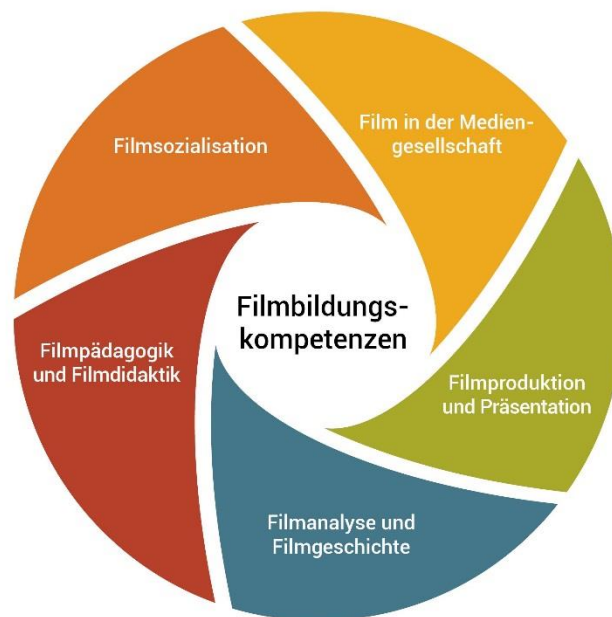 Filmsozialisation
Film in der Medien-
gesellschaft
Filmbildungs-
kompetenzen
Filmpädagogik
und Filmdidaktik
Filmproduktion
und Präsentation
Filmanalyse und
Filmgeschichte